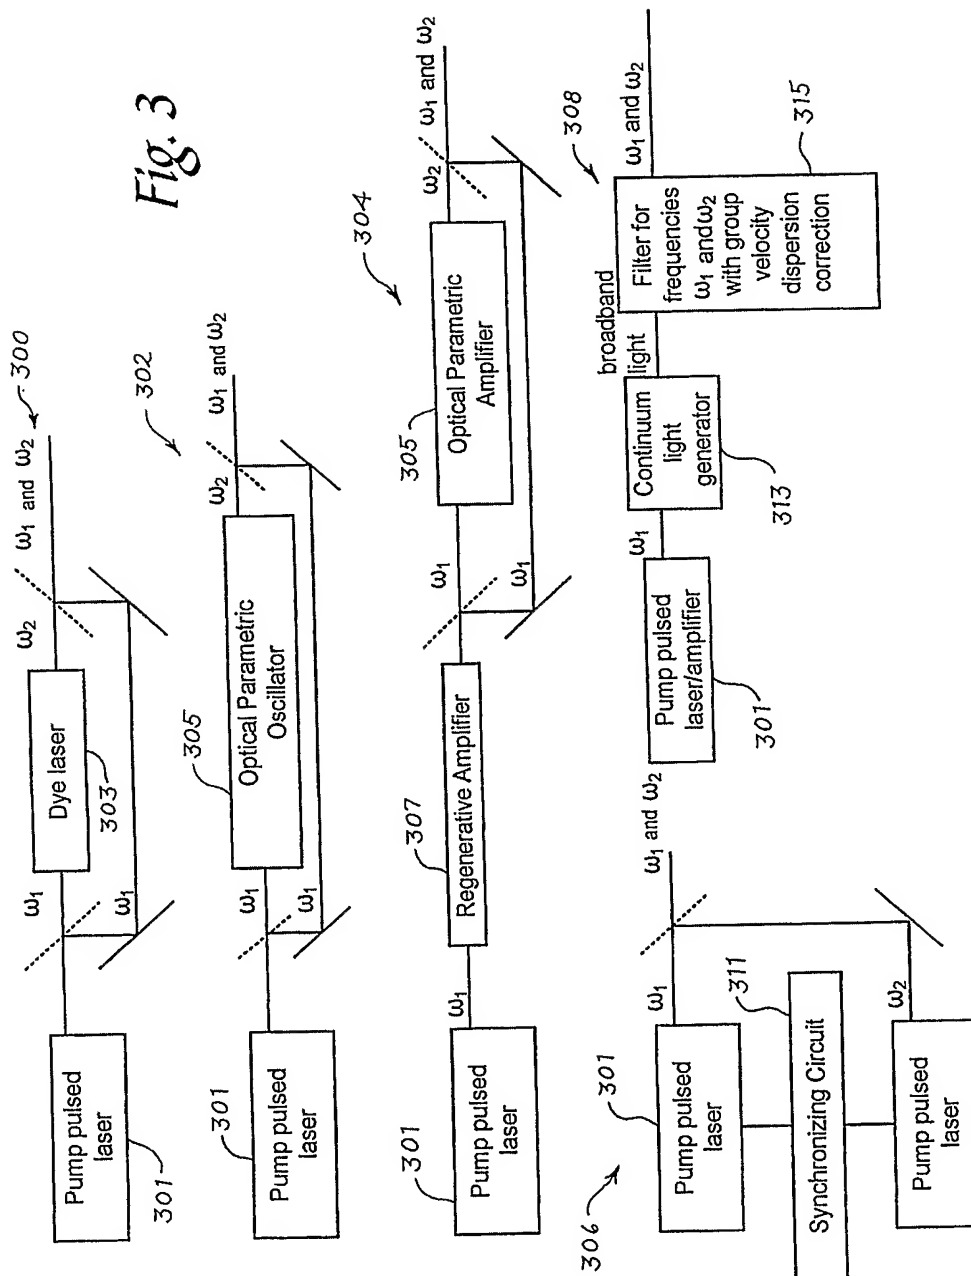 Fig. 3
300
ω1 and ω2
ω2
Dye laser
303
ω1
ω1
Pump pulsed
laser
301
302
ω1 and ω2
ω2
Optical Parametric
Oscillator
305
ω1
ω1
Pump pulsed
laser
301
304
ω1 and ω2
ω2
Optical Parametric
Amplifier
305
ω1
ω1
Regenerative Amplifier
307
ω1
Pump pulsed
laser
301
306
Pump pulsed
laser
301
ω1
ω1 and ω2
Synchronizing Circuit
311
Pump pulsed
laser
ω2
308
Pump pulsed
laser/amplifier
301
ω1
Continuum
light
generator
313
broadband
light
Filter for
frequencies
ω1 and ω2
with group
velocity
dispersion
correction
315
ω1 and ω2